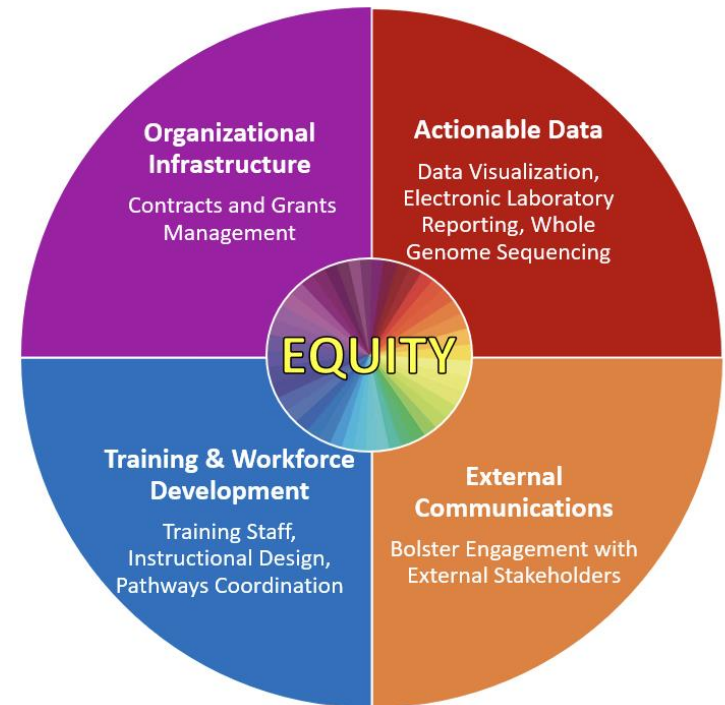 Organizational
Infrastructure
Contracts and Grants
Management
Actionable Data
Data Visualization,
Electronic Laboratory
Reporting, Whole
Genome Sequencing
EQUITY
Training & Workforce
Development
Training Staff,
Instructional Design,
Pathways Coordination
External
Communications
Bolster Engagement with
External Stakeholders